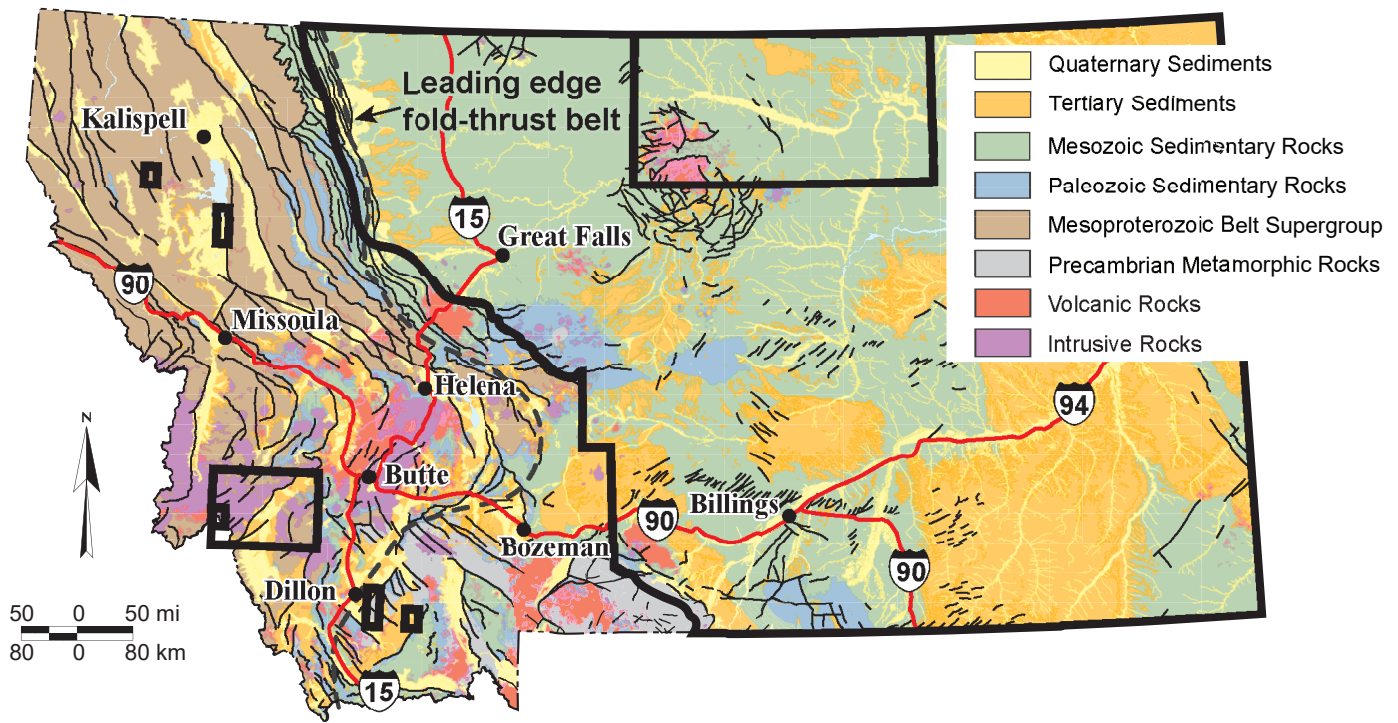 Leading edge
fold-thrust belt
Kalispell
15
Great Falls
90
Missoula
Helena
N
Butte
Billings
90
94
Bozeman
90
Dillon
50 0 50 mi
80 0 80 km
15
Quaternary Sediments
Tertiary Sediments
Mesozoic Sedimentary Rocks
Paleozoic Sedimentary Rocks
Mesoproterozoic Belt Supergroup
Precambrian Metamorphic Rocks
Volcanic Rocks
Intrusive Rocks